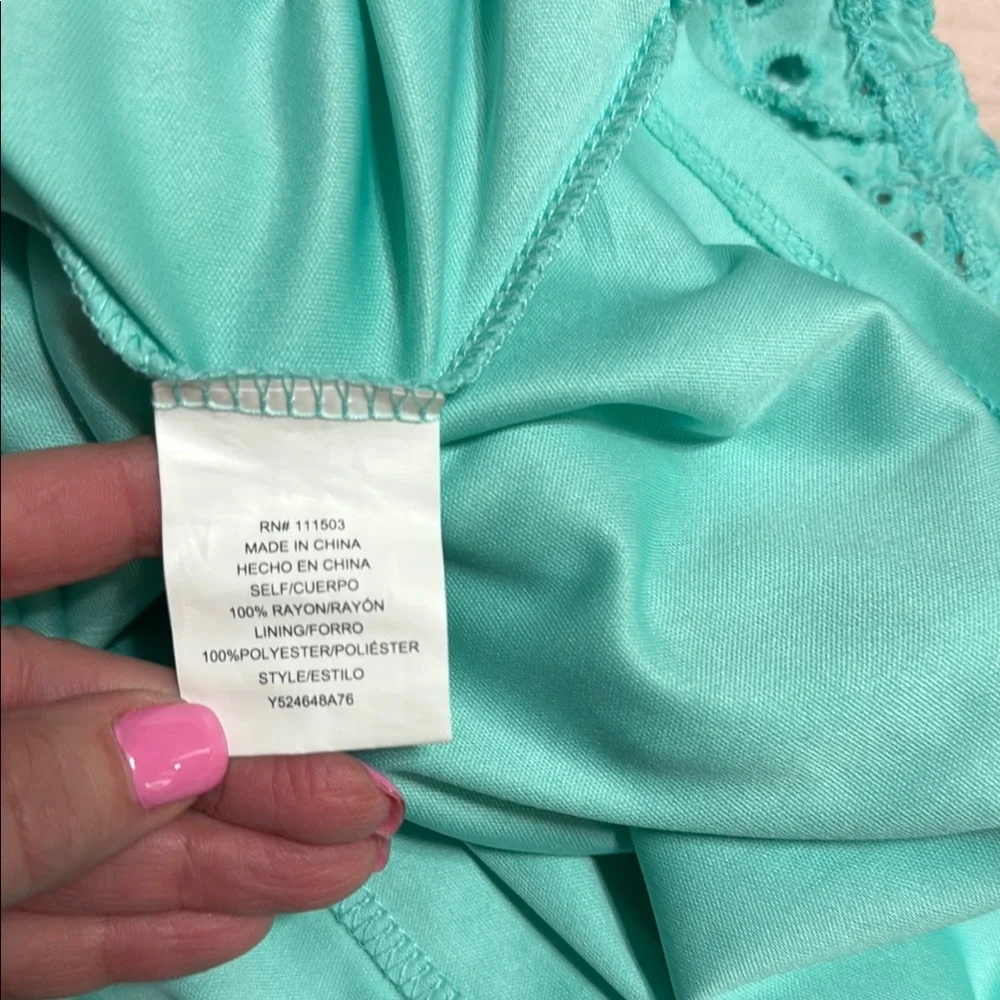 RN# 111503
MADE IN CHINA
HECHO EN CHINA
SELF/CUERPO
100% RAYON/RAYÓN
LINING/FORRO
100%POLYESTER/POLIÉSTER
STYLE/ESTILO
Y524648A76